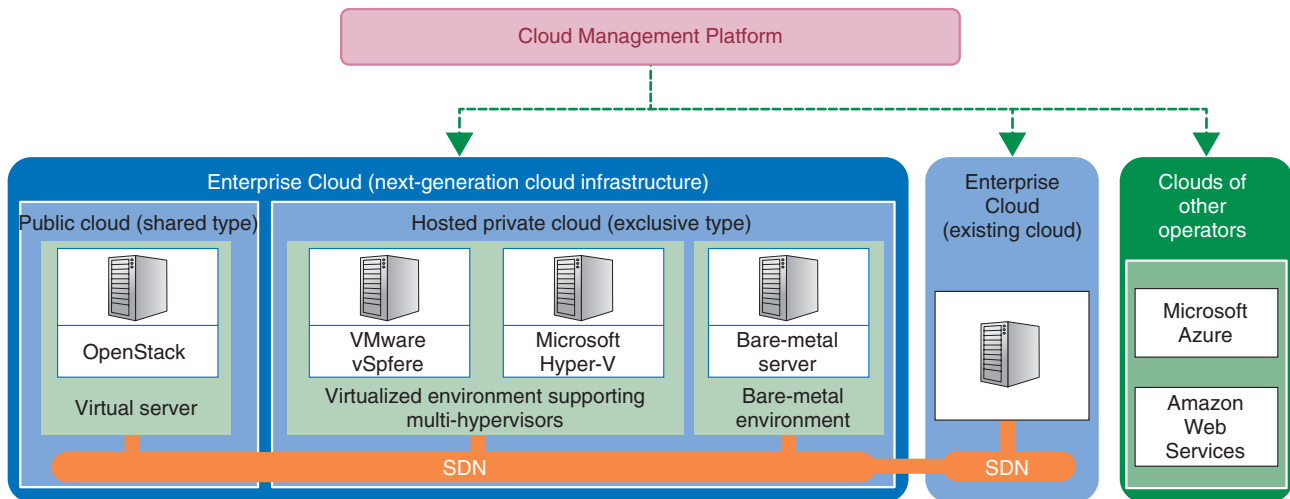 Cloud Management Platform
Enterprise Cloud (next-generation cloud infrastructure)
Public cloud (shared type)
OpenStack
Virtual server
Hosted private cloud (exclusive type)
VMware
vSpfere
Microsoft
Hyper-V
Virtualized environment supporting
multi-hypervisors
Bare-metal
server
Bare-metal
environment
SDN
Enterprise
Cloud
(existing cloud)
SDN
Clouds of
other
operators
Microsoft
Azure
Amazon
Web
Services